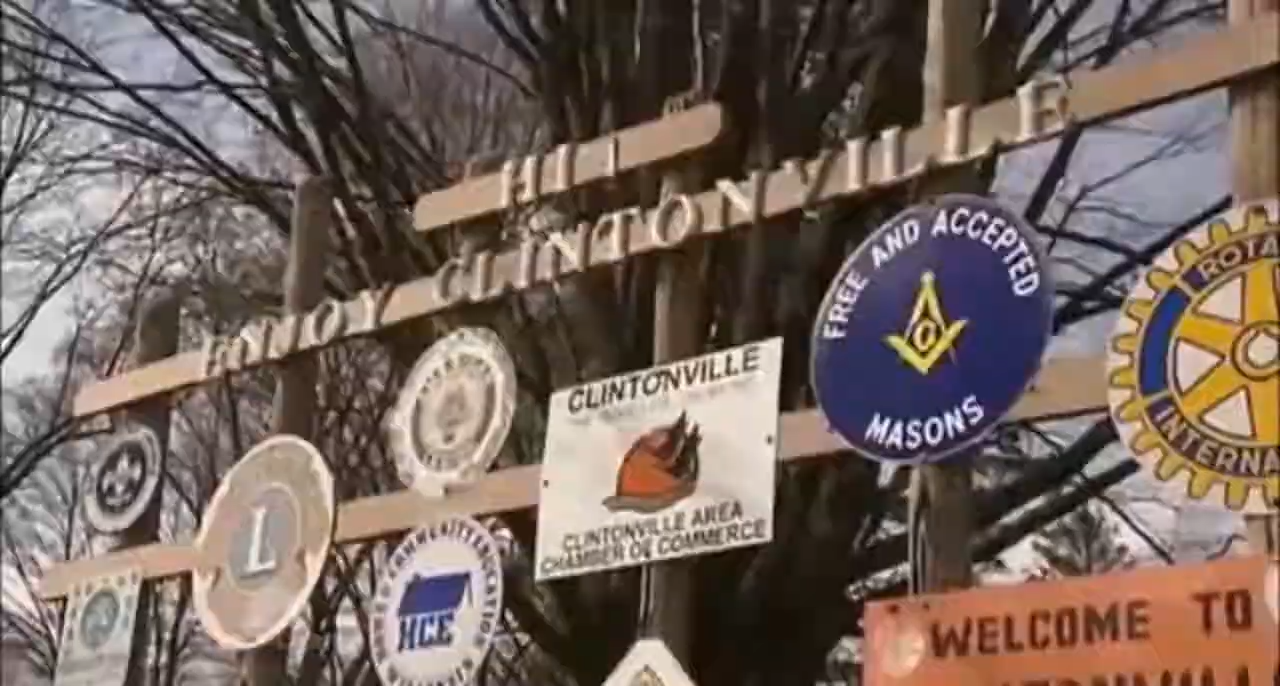 HI!
ENJOY CLINTONVILLE
FREE AND ACCEPTED
MASONS
ROTA
INTERNA
CLINTONVILLE
CLINTONVILLE AREA
CHAMBER OF COMMERCE
L
HCE
WELCOME TO